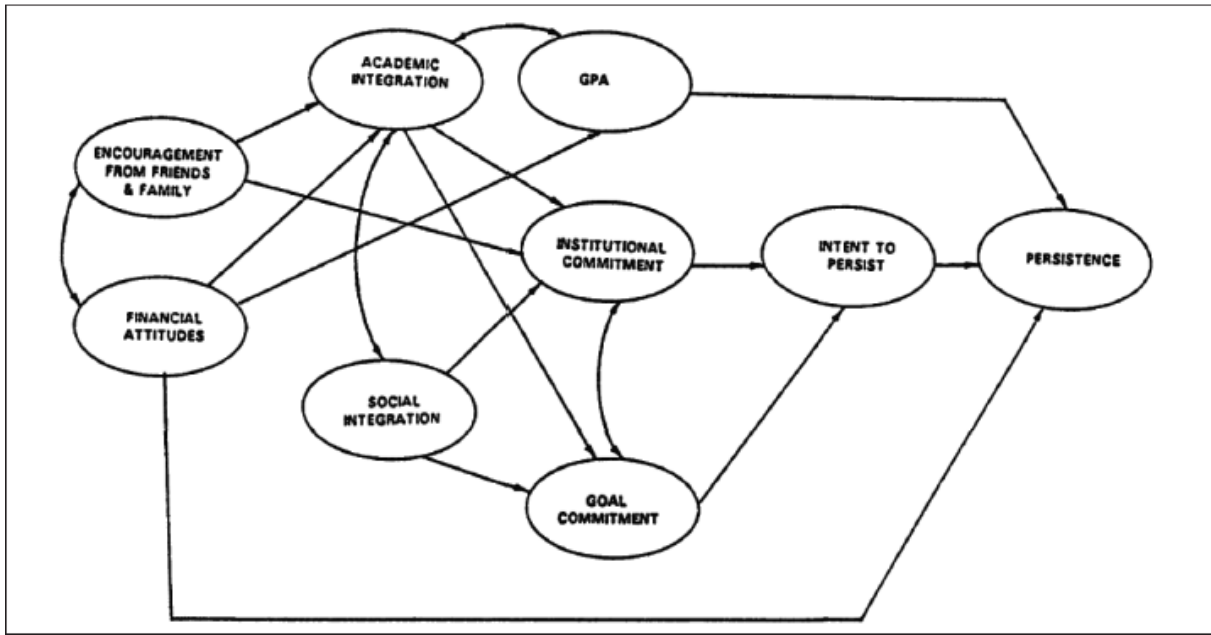 ACADEMIC
INTEGRATION
GPA
ENCOURAGEMENT
FROM FRIENDS
& FAMILY
INSTITUTIONAL
COMMITMENT
INTENT TO
PERSIST
PERSISTENCE
FINANCIAL
ATTITUDES
SOCIAL
INTEGRATION
GOAL
COMMITMENT